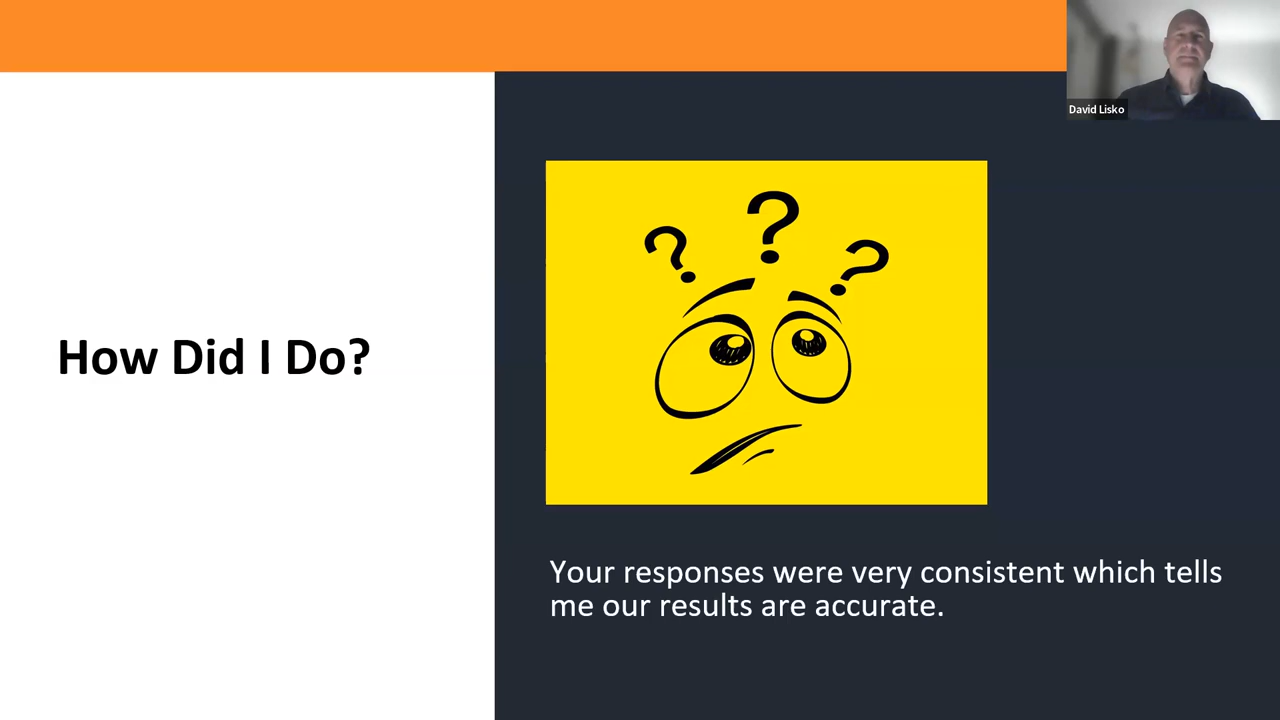 David Lisko
? ? ?
How Did I Do?
Your responses were very consistent which tells
me our results are accurate.